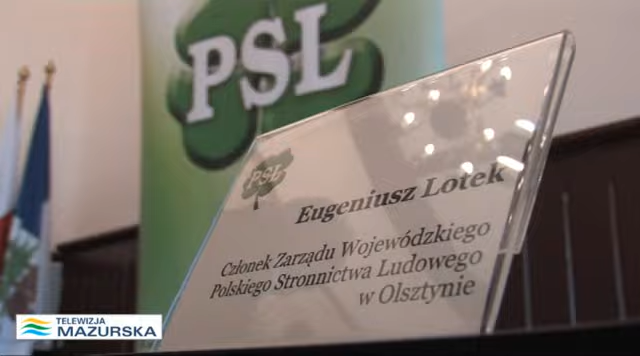 PSL
PSL
Eugeniusz Lotek
Członek Zarządu Wojewódzkiego
Polskiego Stronnictwa Ludowego
w Olsztynie
TELEWIZJA
MAZURSKA